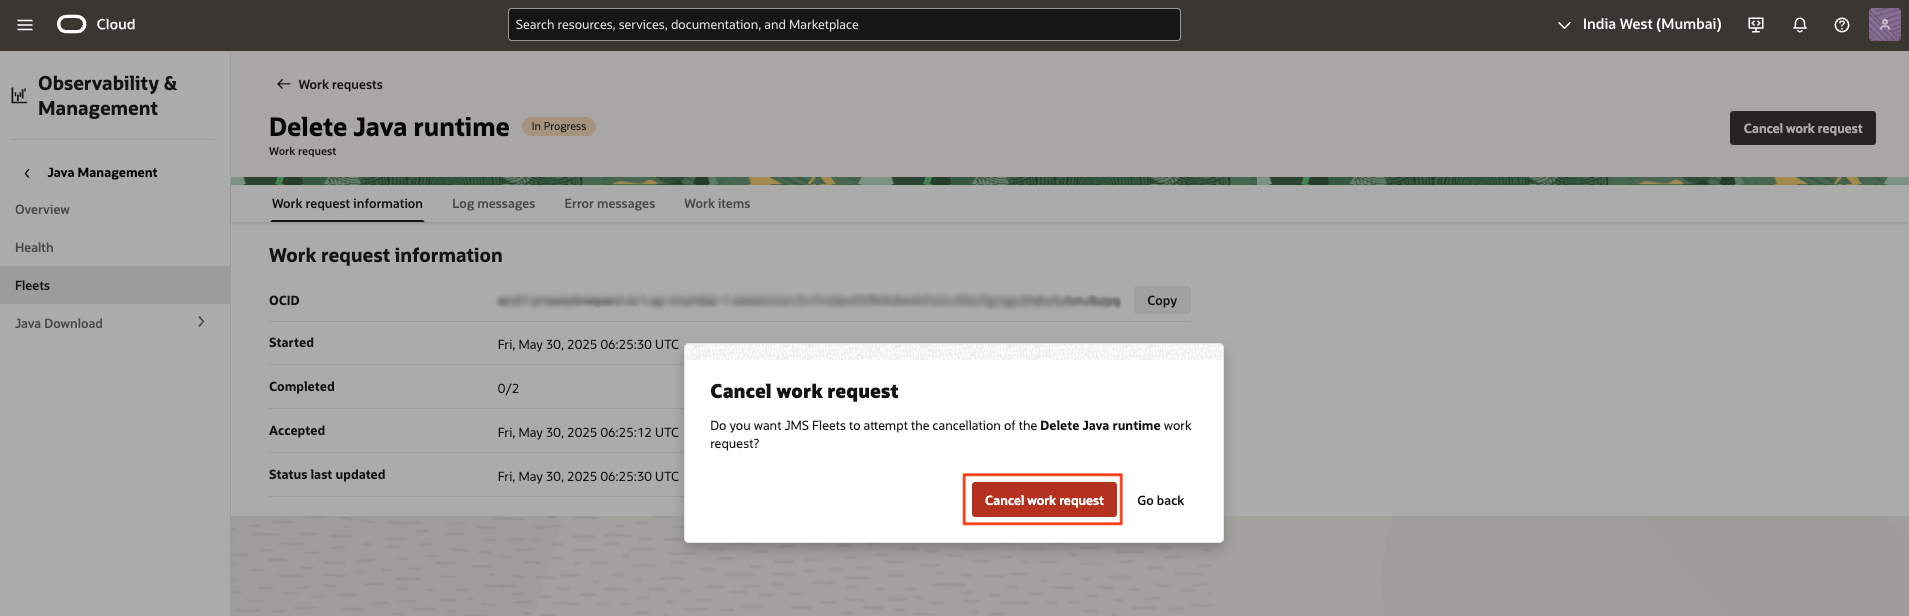 Cloud
Search resources, services, documentation, and Marketplace
India West (Mumbai)
Observability &
Management
Java Management
Overview
Health
Fleets
Java Download
Work requests
Delete Java runtime
In Progress
Work request
Cancel work request
Work request information
Log messages
Error messages
Work items
Work request information
OCID
Copy
Started
Fri, May 30, 2025 06:25:30 UTC
Completed
0/2
Accepted
Fri, May 30, 2025 06:25:12 UTC
Status last updated
Fri, May 30, 2025 06:25:30 UTC
Cancel work request
Do you want JMS Fleets to attempt the cancellation of the Delete Java runtime work
request?
Cancel work request
Go back